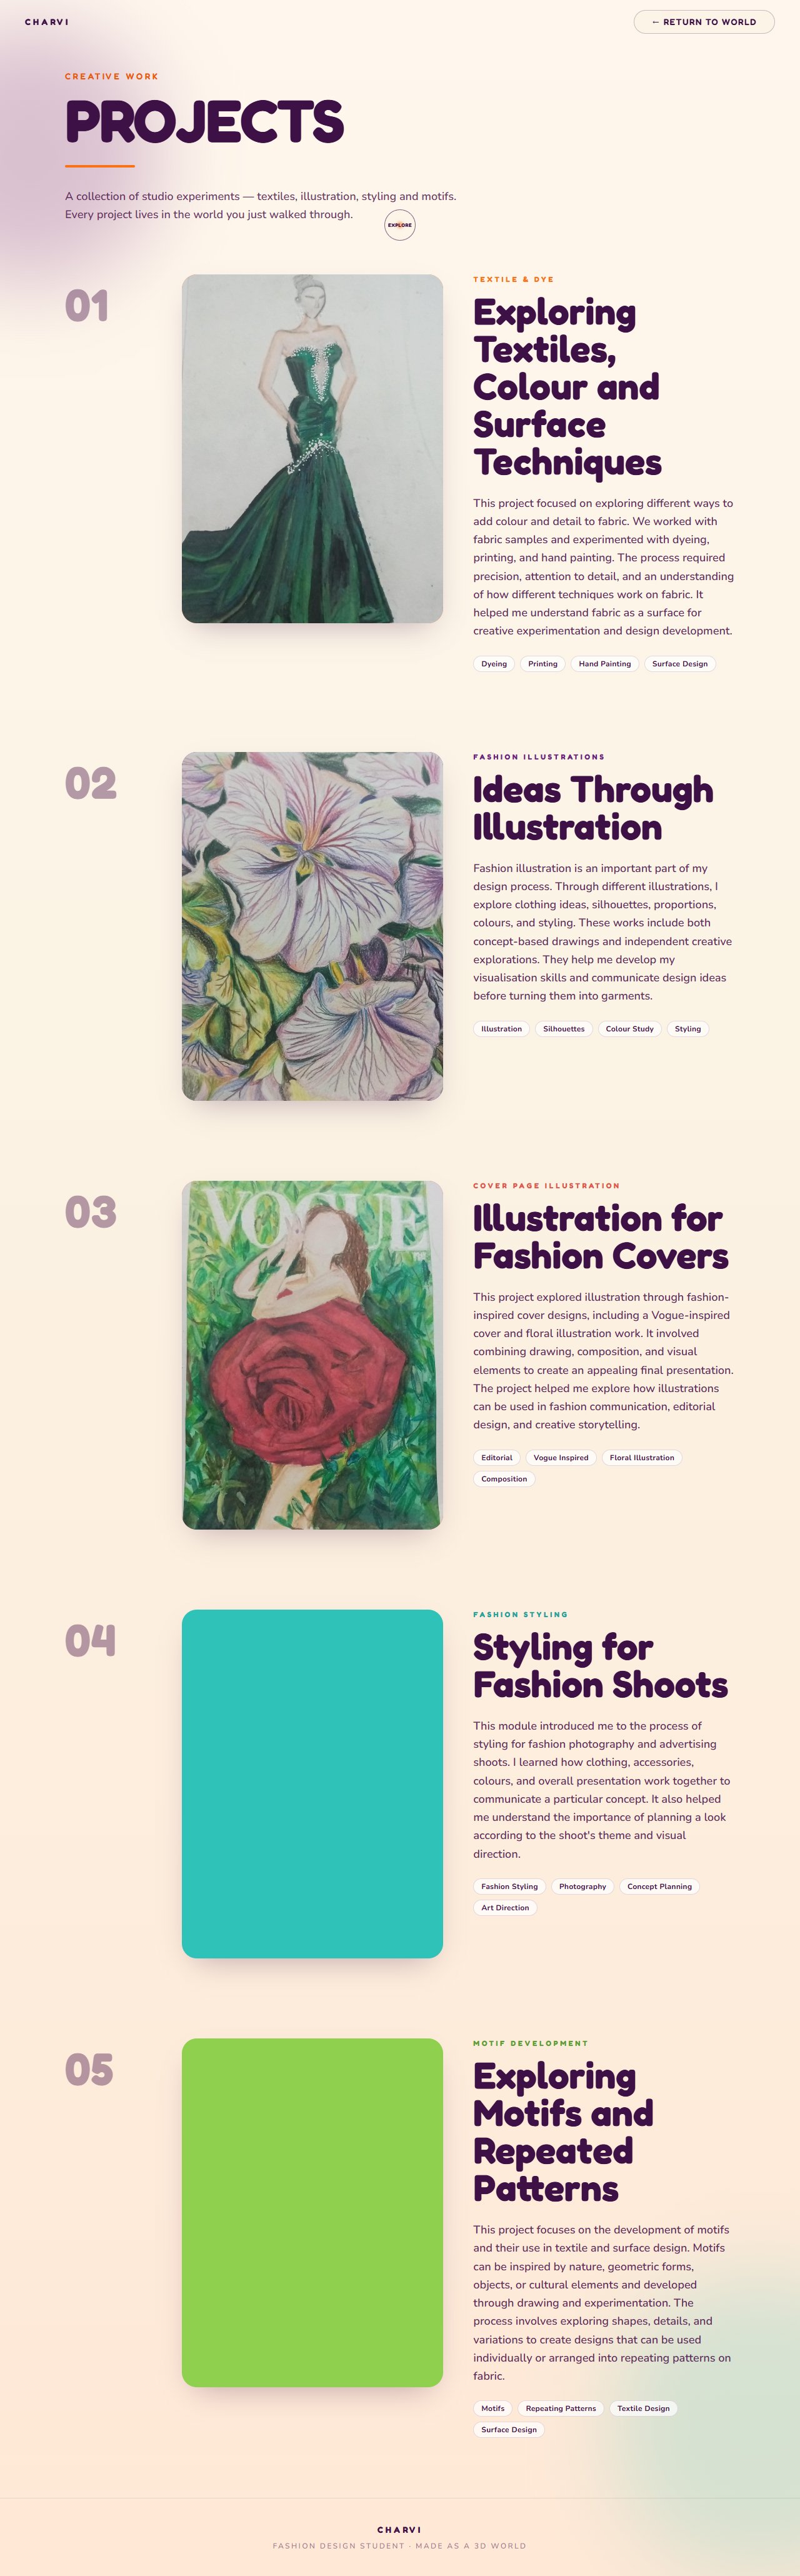 CHARVI
← RETURN TO WORLD
CREATIVE WORK
PROJECTS
A collection of studio experiments — textiles, illustration, styling and motifs.
Every project lives in the world you just walked through.
EXPLORE
01
TEXTILE & DYE
Exploring
Textiles,
Colour and
Surface
Techniques
This project focused on exploring different ways to
add colour and detail to fabric. We worked with
fabric samples and experimented with dyeing,
printing, and hand painting. The process required
precision, attention to detail, and an understanding
of how different techniques work on fabric. It
helped me understand fabric as a surface for
creative experimentation and design development.
Dyeing Printing Hand Painting Surface Design
02
FASHION ILLUSTRATIONS
Ideas Through
Illustration
Fashion illustration is an important part of my
design process. Through different illustrations, I
explore clothing ideas, silhouettes, proportions,
colours, and styling. These works include both
concept-based drawings and independent creative
explorations. They help me develop my
visualisation skills and communicate design ideas
before turning them into garments.
Illustration Silhouettes Colour Study Styling
03
VOGUE
COVER PAGE ILLUSTRATION
Illustration for
Fashion Covers
This project explored illustration through fashion-
inspired cover designs, including a Vogue-inspired
cover and floral illustration work. It involved
combining drawing, composition, and visual
elements to create an appealing final presentation.
The project helped me explore how illustrations
can be used in fashion communication, editorial
design, and creative storytelling.
Editorial Vogue Inspired Floral Illustration
Composition
04
FASHION STYLING
Styling for
Fashion Shoots
This module introduced me to the process of
styling for fashion photography and advertising
shoots. I learned how clothing, accessories,
colours, and overall presentation work together to
communicate a particular concept. It also helped
me understand the importance of planning a look
according to the shoot's theme and visual
direction.
Fashion Styling Photography Concept Planning
Art Direction
05
MOTIF DEVELOPMENT
Exploring
Motifs and
Repeated
Patterns
This project focuses on the development of motifs
and their use in textile and surface design. Motifs
can be inspired by nature, geometric forms,
objects, or cultural elements and developed
through drawing and experimentation. The
process involves exploring shapes, details, and
variations to create designs that can be used
individually or arranged into repeating patterns on
fabric.
Motifs Repeating Patterns Textile Design
Surface Design
CHARVI
FASHION DESIGN STUDENT · MADE AS A 3D WORLD